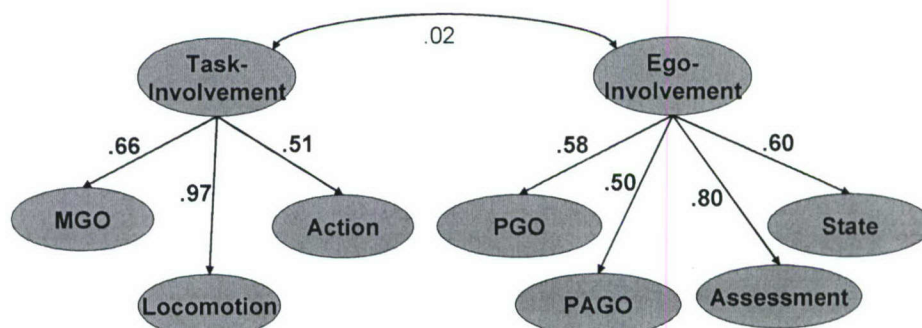 .02
Task-
Involvement
Ego-
Involvement
.66
.97
.51
.58
.50
.80
.60
MGO
Locomotion
Action
PGO
PAGO
Assessment
State